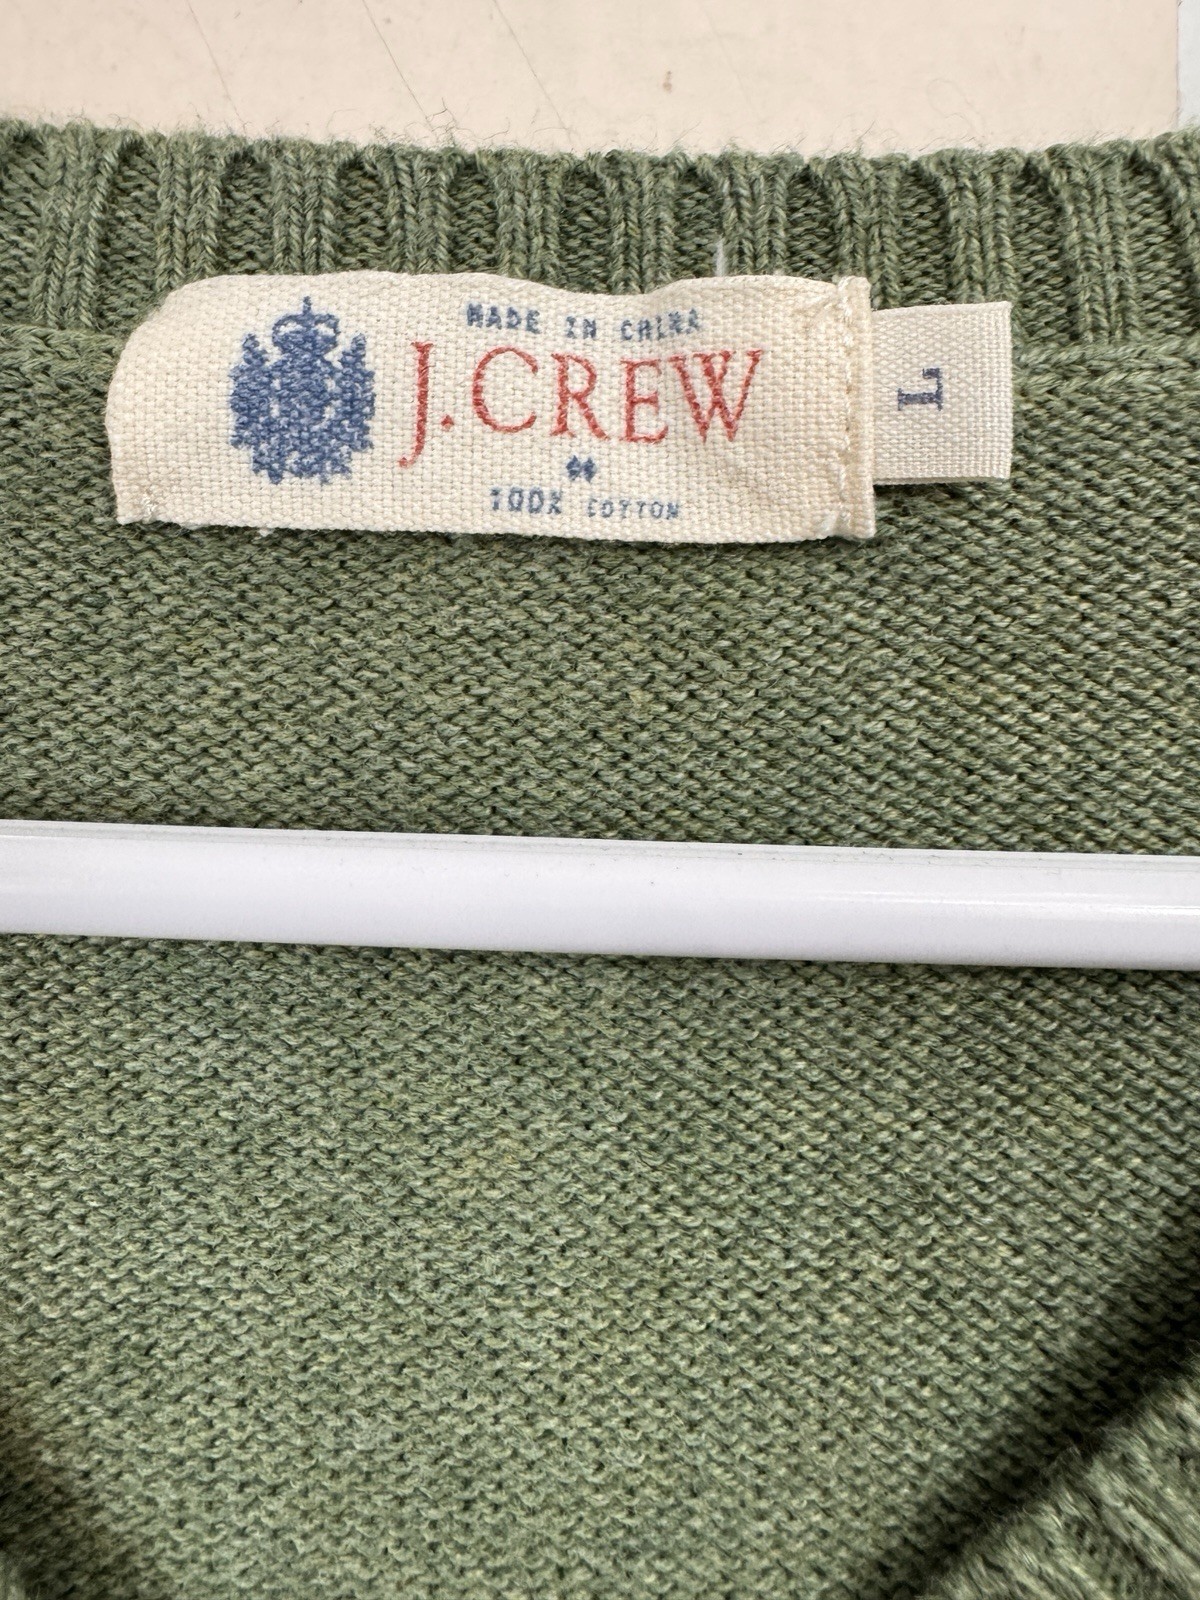 MADE IN CHINA
J.CREW
100% COTTON
L